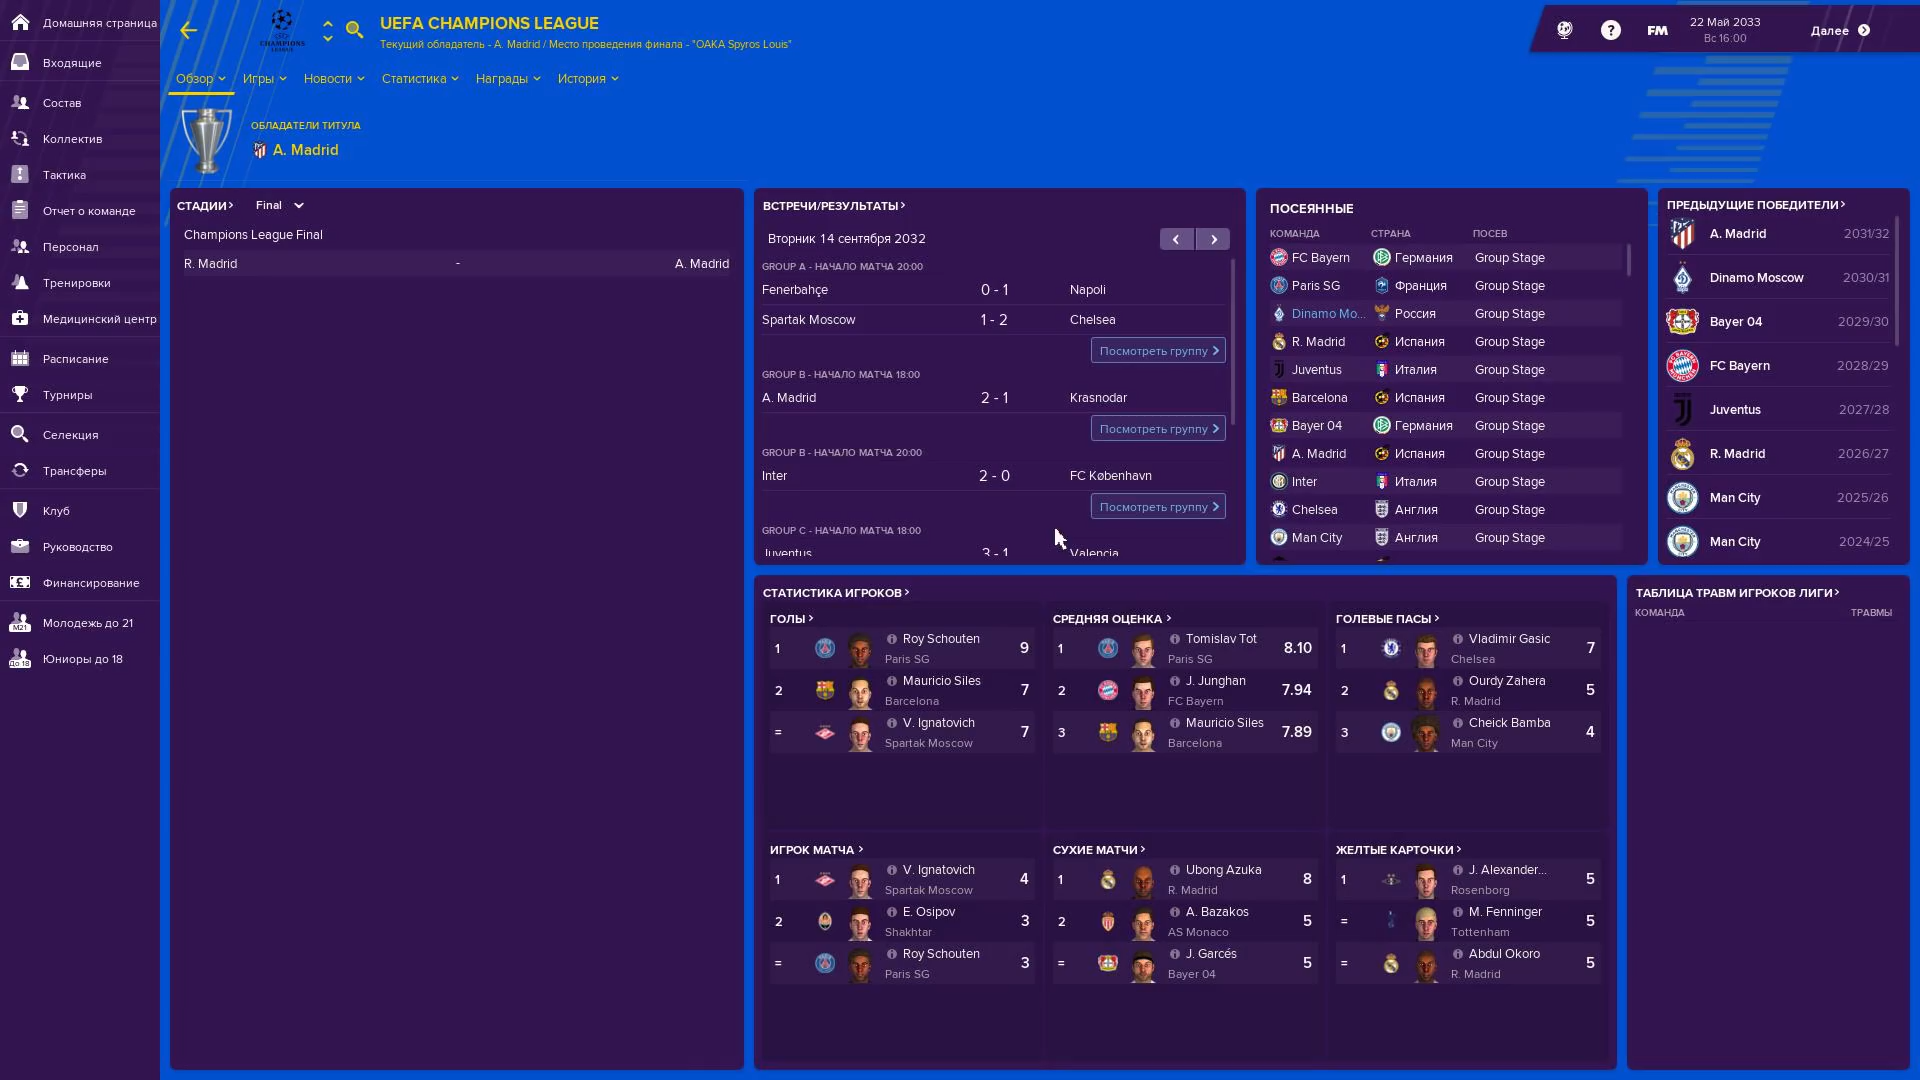 Домашняя страница
Входящие
Состав
Коллектив
Тактика
Отчет о команде
Персонал
Тренировки
Медицинский центр
Расписание
Турниры
Селекция
Трансферы
Клуб
Руководство
Финансирование
М21
Молодежь до 21
До 18
Юниоры до 18
CHAMPIONS
LEAGUE
UEFA CHAMPIONS LEAGUE
Текущий обладатель - A. Madrid / Место проведения финала - "OAKA Spyros Louis"
?
FM
22 Май 2033
Вс 16:00
Далее
Обзор
Игры
Новости
Статистика
Награды
История
ОБЛАДАТЕЛИ ТИТУЛА
A. Madrid
СТАДИИ
Final
Champions League Final
R. Madrid - A. Madrid
ВСТРЕЧИ/РЕЗУЛЬТАТЫ
Вторник 14 сентября 2032
GROUP A - НАЧАЛО МАТЧА 20:00
Fenerbahçe 0 - 1 Napoli
Spartak Moscow 1 - 2 Chelsea
Посмотреть группу
GROUP B - НАЧАЛО МАТЧА 18:00
A. Madrid 2 - 1 Krasnodar
Посмотреть группу
GROUP B - НАЧАЛО МАТЧА 20:00
Inter 2 - 0 FC København
Посмотреть группу
GROUP C - НАЧАЛО МАТЧА 18:00
Juventus 3 - 1 Valencia
ПОСЕЯННЫЕ
КОМАНДА СТРАНА ПОСЕВ
FC Bayern Германия Group Stage
Paris SG Франция Group Stage
Dinamo Mo... Россия Group Stage
R. Madrid Испания Group Stage
Juventus Италия Group Stage
Barcelona Испания Group Stage
Bayer 04 Германия Group Stage
A. Madrid Испания Group Stage
Inter Италия Group Stage
Chelsea Англия Group Stage
Man City Англия Group Stage
ПРЕДЫДУЩИЕ ПОБЕДИТЕЛИ
A. Madrid 2031/32
Dinamo Moscow 2030/31
Bayer 04 2029/30
FC Bayern 2028/29
Juventus 2027/28
R. Madrid 2026/27
Man City 2025/26
Man City 2024/25
СТАТИСТИКА ИГРОКОВ
ГОЛЫ
1 Roy Schouten 9
Paris SG
2 Mauricio Siles 7
Barcelona
= V. Ignatovich 7
Spartak Moscow
СРЕДНЯЯ ОЦЕНКА
1 Tomislav Tot 8.10
Paris SG
2 J. Junghan 7.94
FC Bayern
3 Mauricio Siles 7.89
Barcelona
ГОЛЕВЫЕ ПАСЫ
1 Vladimir Gasic 7
Chelsea
2 Ourdy Zahera 5
R. Madrid
3 Cheick Bamba 4
Man City
ИГРОК МАТЧА
1 V. Ignatovich 4
Spartak Moscow
2 E. Osipov 3
Shakhtar
= Roy Schouten 3
Paris SG
СУХИЕ МАТЧИ
1 Ubong Azuka 8
R. Madrid
2 A. Bazakos 5
AS Monaco
= J. Garcés 5
Bayer 04
ЖЕЛТЫЕ КАРТОЧКИ
1 J. Alexander... 5
Rosenborg
= M. Fenninger 5
Tottenham
= Abdul Okoro 5
R. Madrid
ТАБЛИЦА ТРАВМ ИГРОКОВ ЛИГИ
КОМАНДА ТРАВМЫ